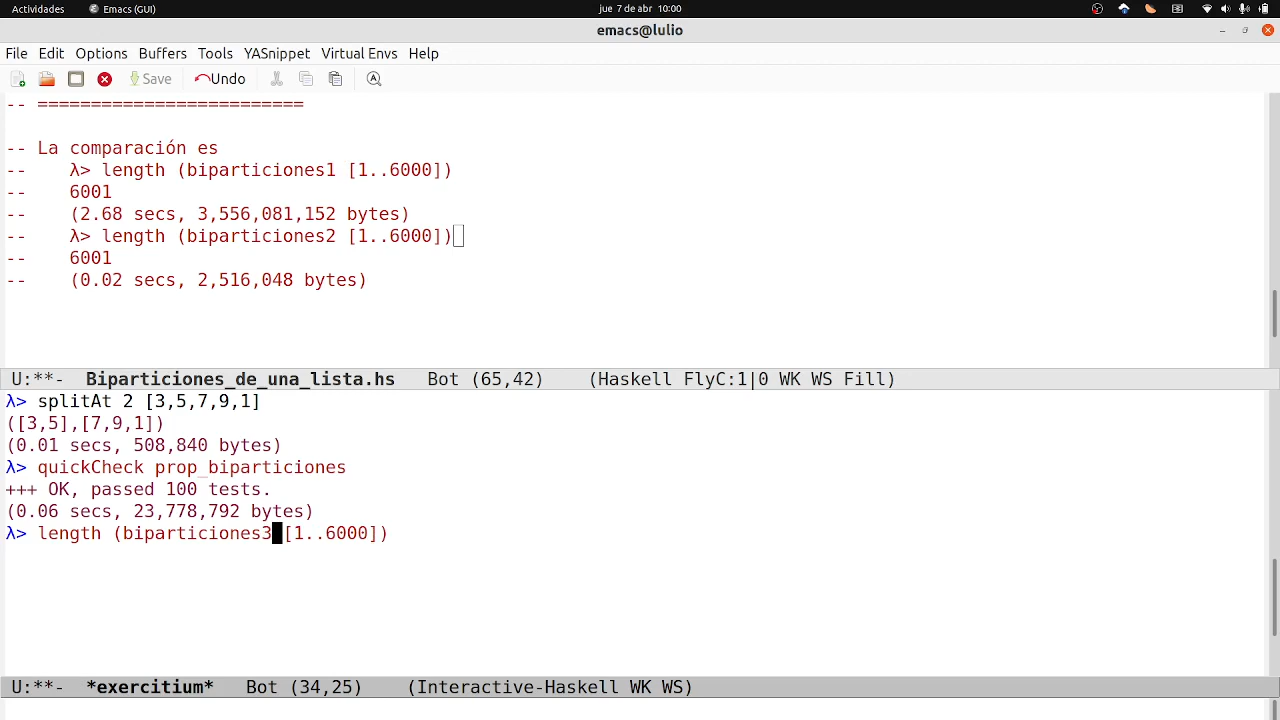 Actividades Emacs (GUI) jue 7 de abr 10:00
emacs@lulio
File Edit Options Buffers Tools YASnippet Virtual Envs Help
Save Undo
-- =========================
-- La comparación es
--    λ> length (biparticiones1 [1..6000])
--    6001
--    (2.68 secs, 3,556,081,152 bytes)
--    λ> length (biparticiones2 [1..6000])
--    6001
--    (0.02 secs, 2,516,048 bytes)
U:**-  Biparticiones_de_una_lista.hs   Bot (65,42)    (Haskell FlyC:1|0 WK WS Fill)
λ> splitAt 2 [3,5,7,9,1]
([3,5],[7,9,1])
(0.01 secs, 508,840 bytes)
λ> quickCheck prop_biparticiones
+++ OK, passed 100 tests.
(0.06 secs, 23,778,792 bytes)
λ> length (biparticiones3 [1..6000])
U:**-  *exercitium*   Bot (34,25)    (Interactive-Haskell WK WS)